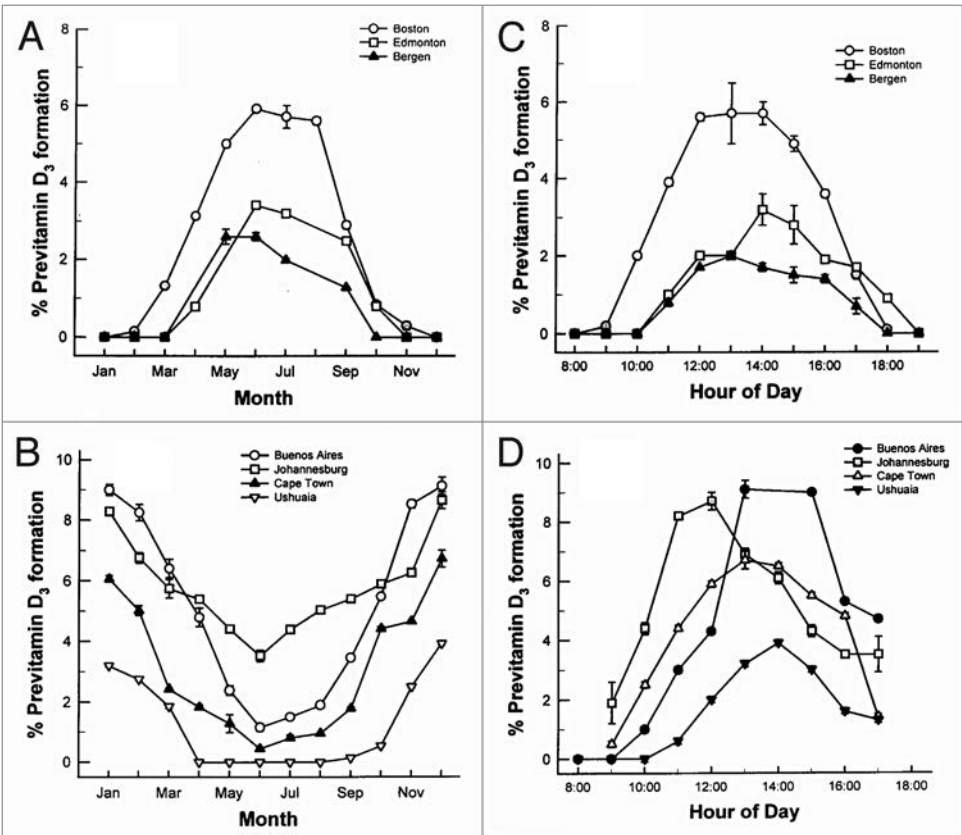 A
Boston
Edmonton
Bergen
% Previtamin D3 formation
8
6
4
2
0
Jan Mar May Jul Sep Nov
Month
C
Boston
Edmonton
Bergen
% Previtamin D3 formation
8
6
4
2
0
8:00 10:00 12:00 14:00 16:00 18:00
Hour of Day
B
Buenos Aires
Johannesburg
Cape Town
Ushuaia
% Previtamin D3 formation
10
8
6
4
2
0
Jan Mar May Jul Sep Nov
Month
D
Buenos Aires
Johannesburg
Cape Town
Ushuaia
% Previtamin D3 formation
10
8
6
4
2
0
8:00 10:00 12:00 14:00 16:00 18:00
Hour of Day